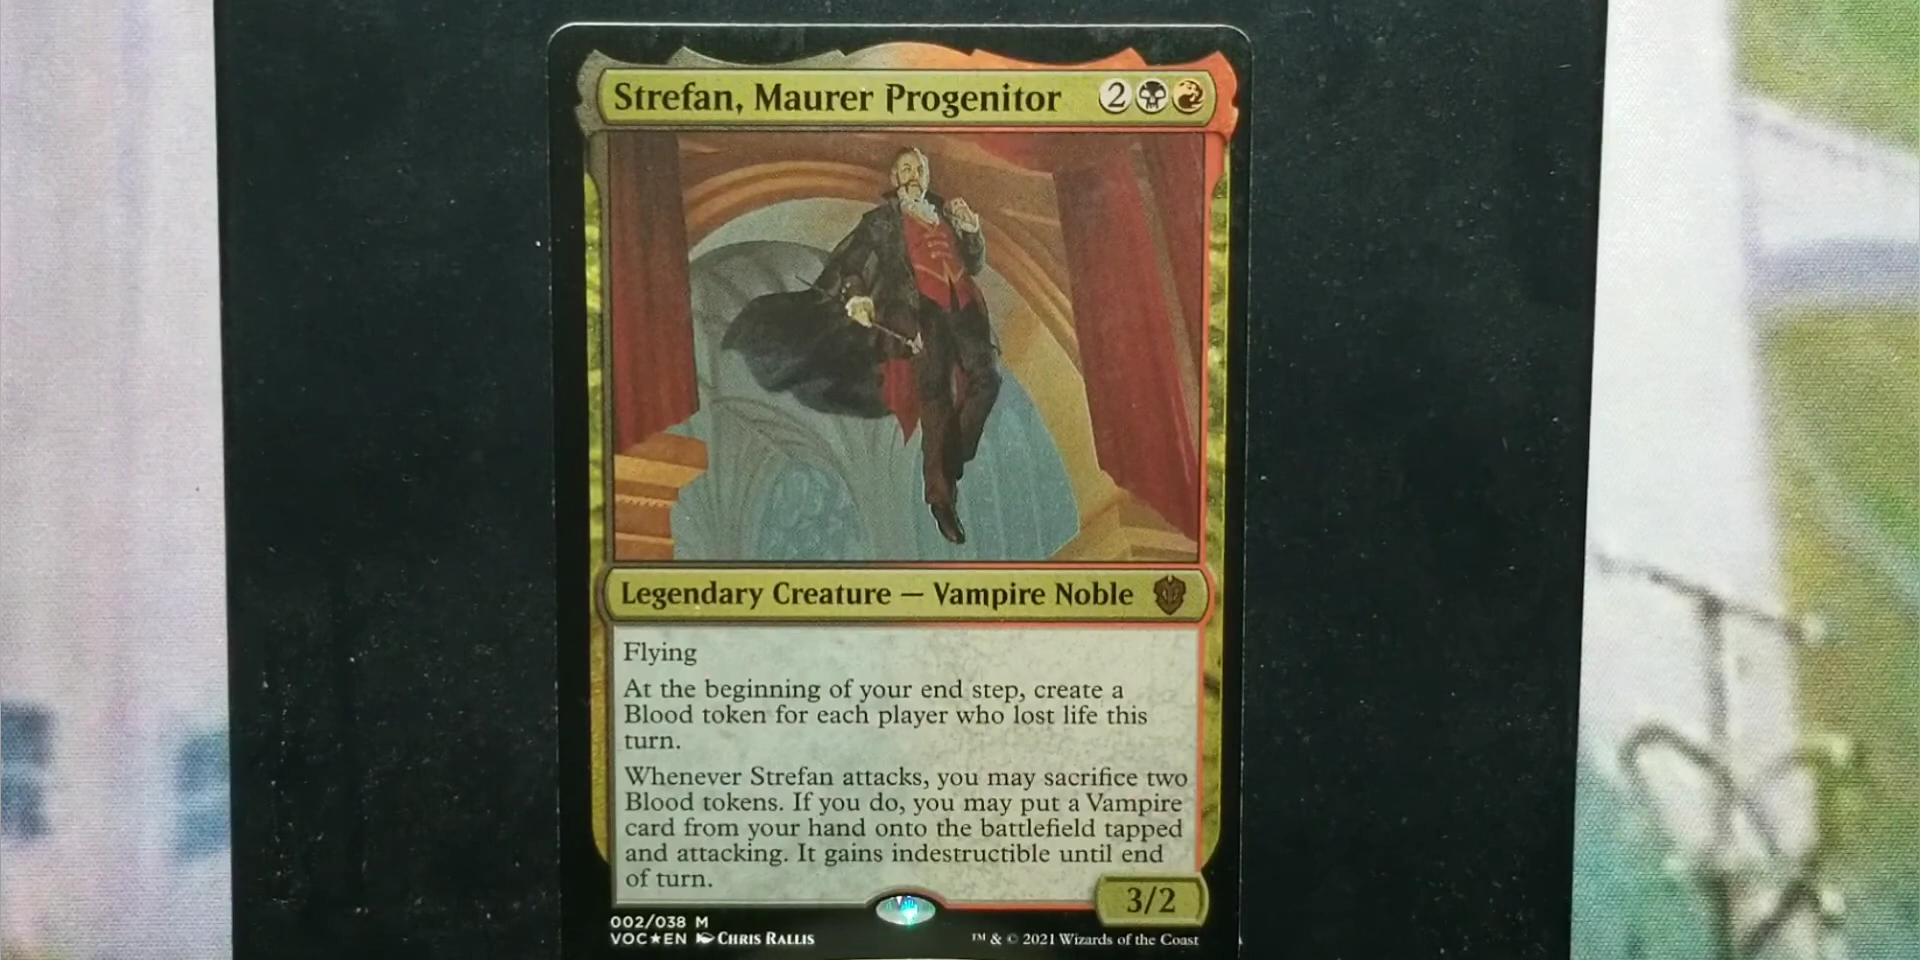 Strefan, Maurer Progenitor 2
Legendary Creature — Vampire Noble
Flying
At the beginning of your end step, create a
Blood token for each player who lost life this
turn.
Whenever Strefan attacks, you may sacrifice two
Blood tokens. If you do, you may put a Vampire
card from your hand onto the battlefield tapped
and attacking. It gains indestructible until end
of turn.
3/2
002/038 M
VOC★EN Chris Rallis
™ & © 2021 Wizards of the Coast